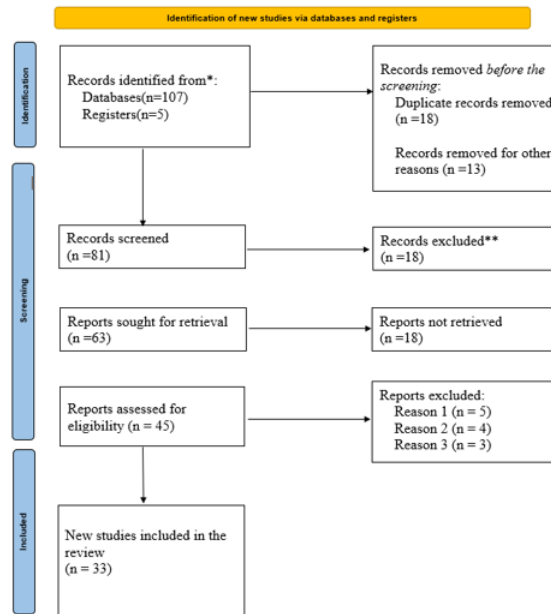 Identification of new studies via databases and registers
Identification
Records identified from*:
Databases(n=107)
Registers(n=5)
Records removed before the
screening:
Duplicate records removed
(n =18)
Records removed for other
reasons (n =13)
Screening
Records screened
(n =81)
Records excluded**
(n =18)
Reports sought for retrieval
(n =63)
Reports not retrieved
(n =18)
Reports assessed for
eligibility (n = 45)
Reports excluded:
Reason 1 (n = 5)
Reason 2 (n = 4)
Reason 3 (n = 3)
Included
New studies included in the
review
(n = 33)